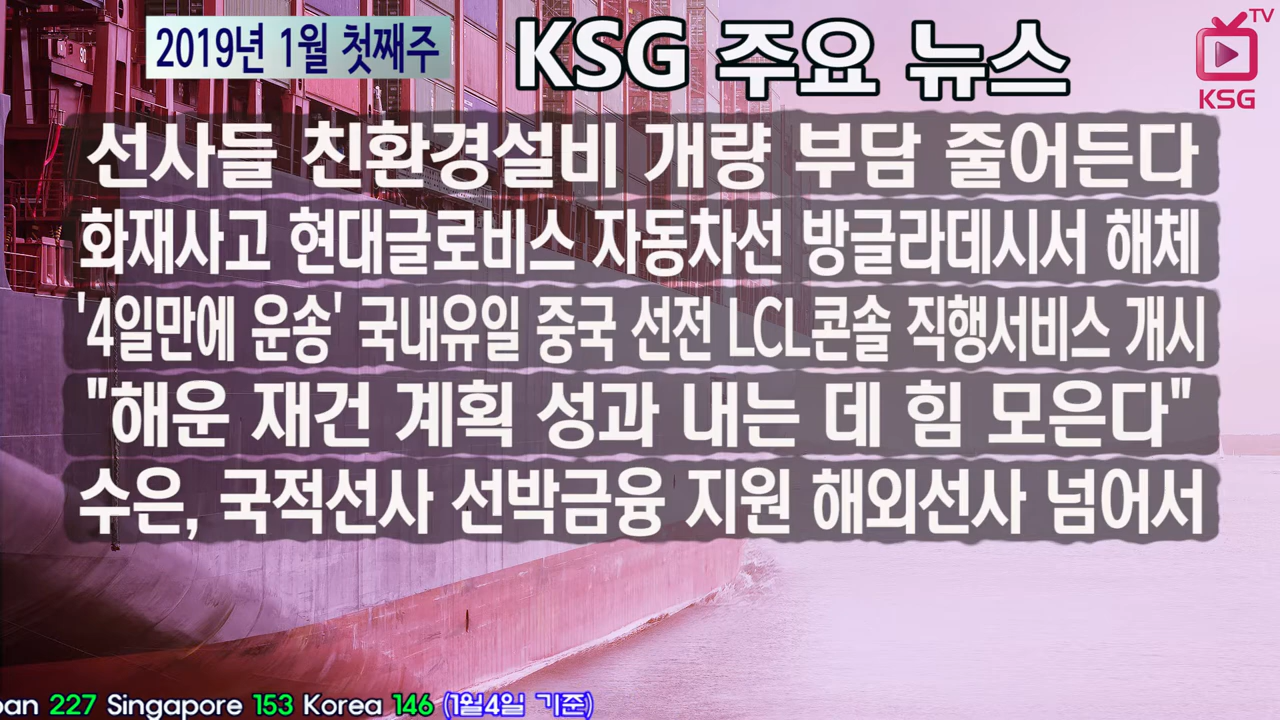 2019년 1월 첫째주
KSG 주요 뉴스
TV
KSG
선사들 친환경설비 개량 부담 줄어든다
화재사고 현대글로비스 자동차선 방글라데시서 해체
'4일만에 운송' 국내유일 중국 선전 LCL콘솔 직행서비스 개시
"해운 재건 계획 성과 내는 데 힘 모은다"
수은, 국적선사 선박금융 지원 해외선사 넘어서
pan 227 Singapore 153 Korea 146 (1월4일 기준)